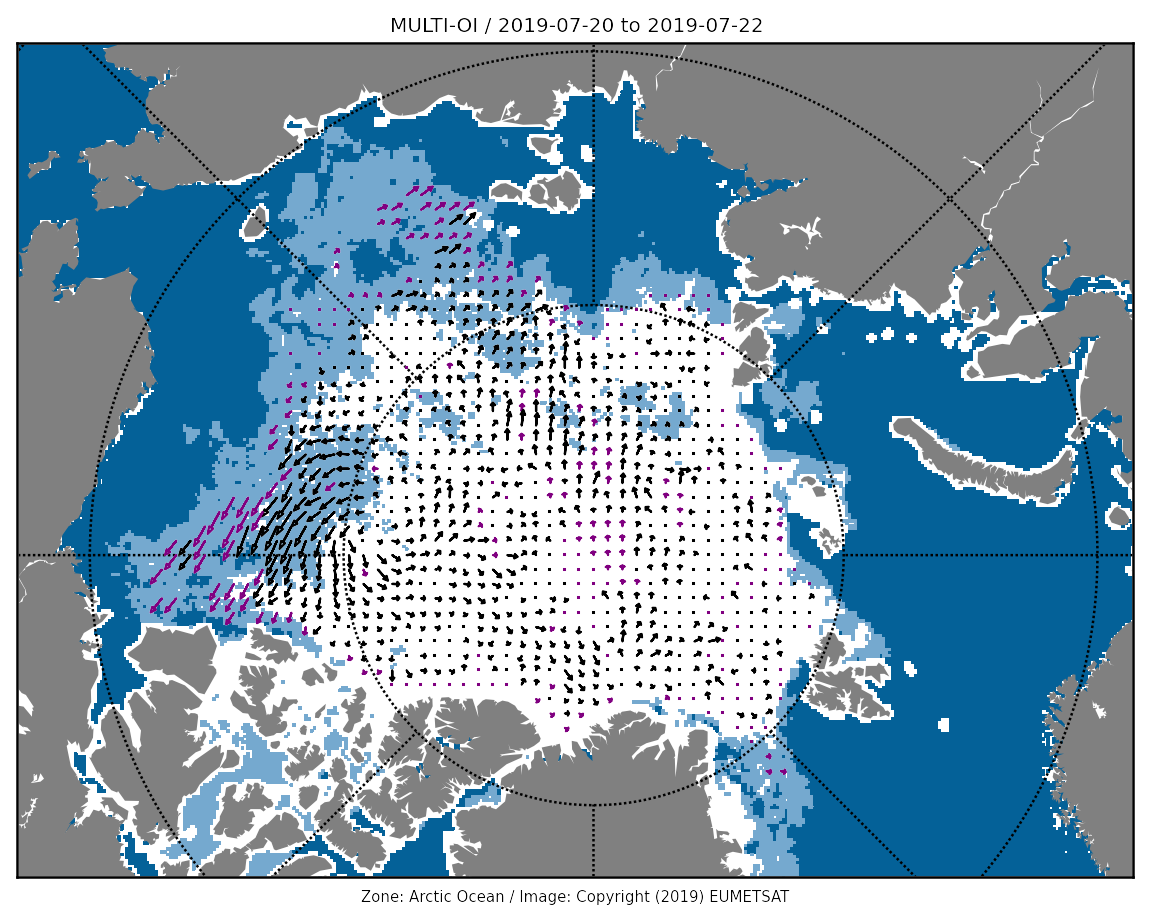 MULTI-OI / 2019-07-20 to 2019-07-22
Zone: Arctic Ocean / Image: Copyright (2019) EUMETSAT